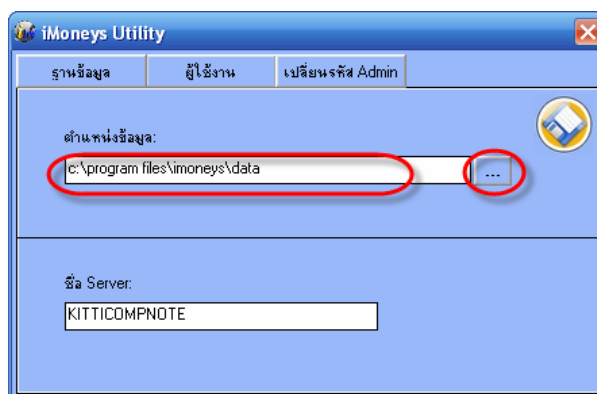 iMoneys Utility
ฐานข้อมูล ผู้ใช้งาน เปลี่ยนรหัส Admin
ตำแหน่งข้อมูล:
c:\program files\imoneys\data ...
ชื่อ Server:
KITTICOMPNOTE